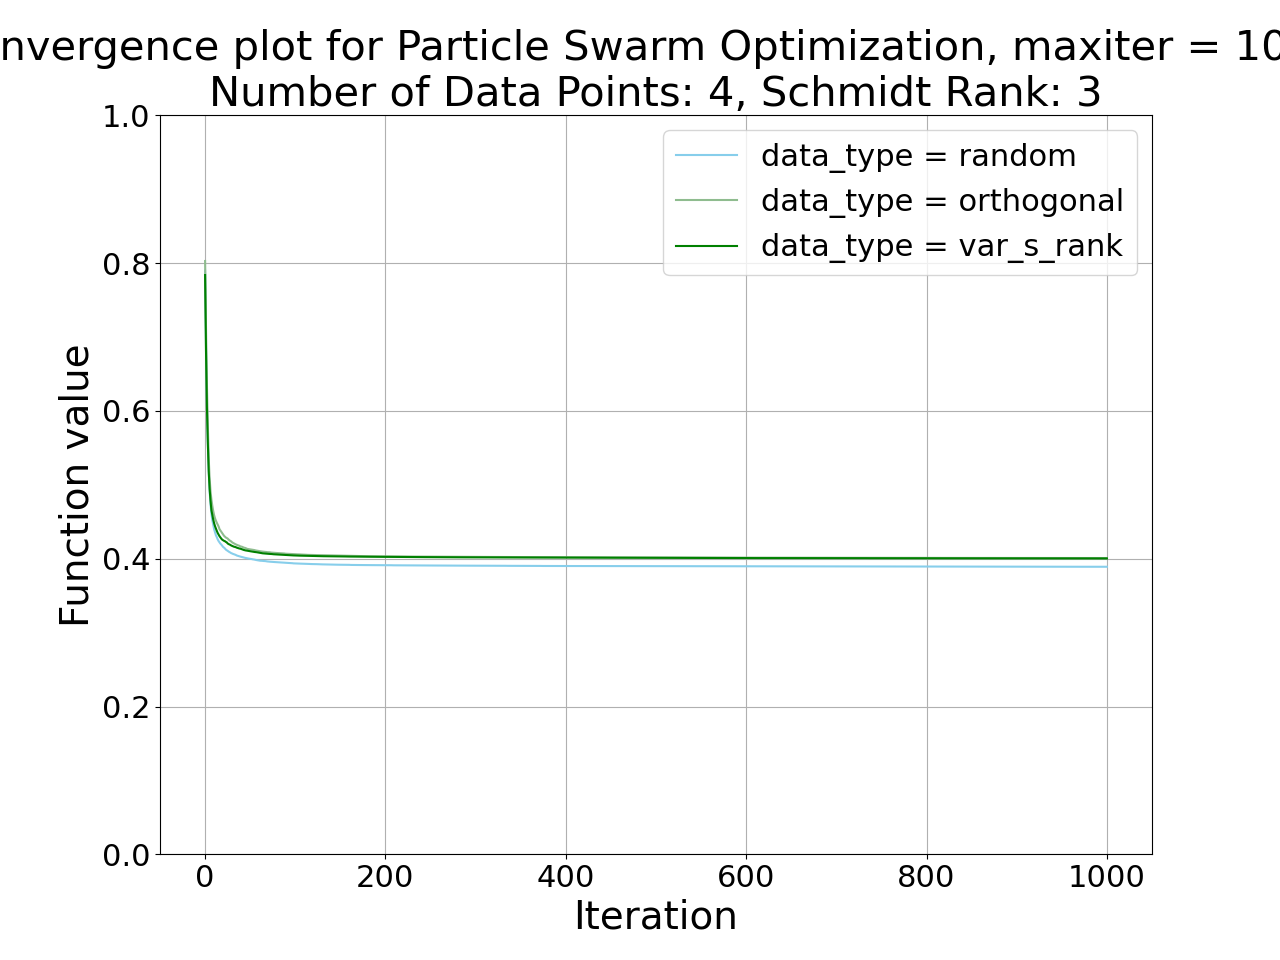 nvergence plot for Particle Swarm Optimization, maxiter = 10
Number of Data Points: 4, Schmidt Rank: 3
1.0
0.8
0.6
0.4
0.2
0.0
Function value
data_type = random
data_type = orthogonal
data_type = var_s_rank
0 200 400 600 800 1000
Iteration